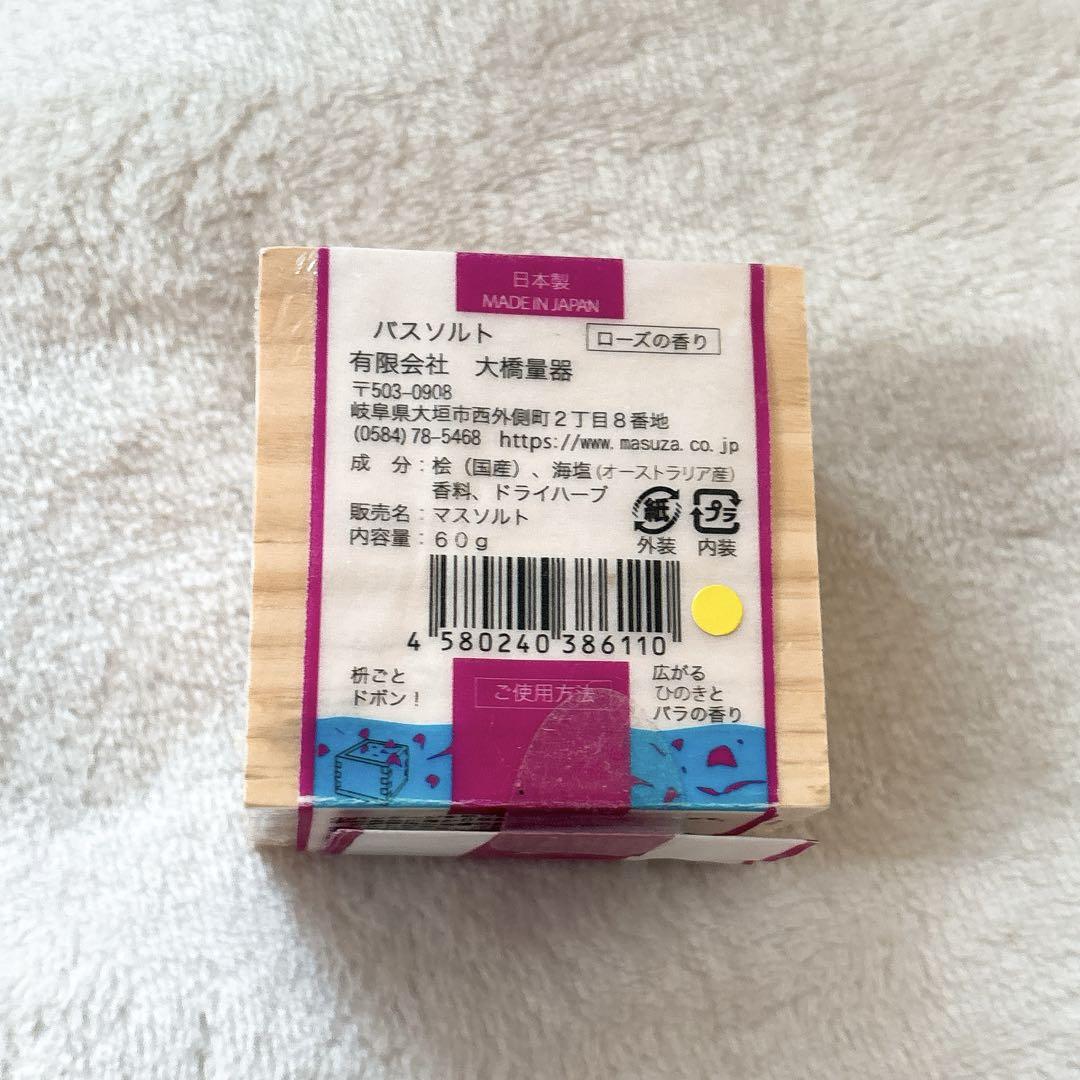 日本製
MADE IN JAPAN
バスソルト ローズの香り
有限会社 大橋量器
〒503-0908
岐阜県大垣市西外側町2丁目8番地
(0584)78-5468 https://www.masuza.co.jp
成 分：桧（国産）、海塩(オーストラリア産)
香料、ドライハーブ
販売名：マスソルト
内容量：60g
紙 プラ
外装 内装
4 580240 386110
枡ごと
ドボン！
ご使用方法
広がる
ひのきと
バラの香り